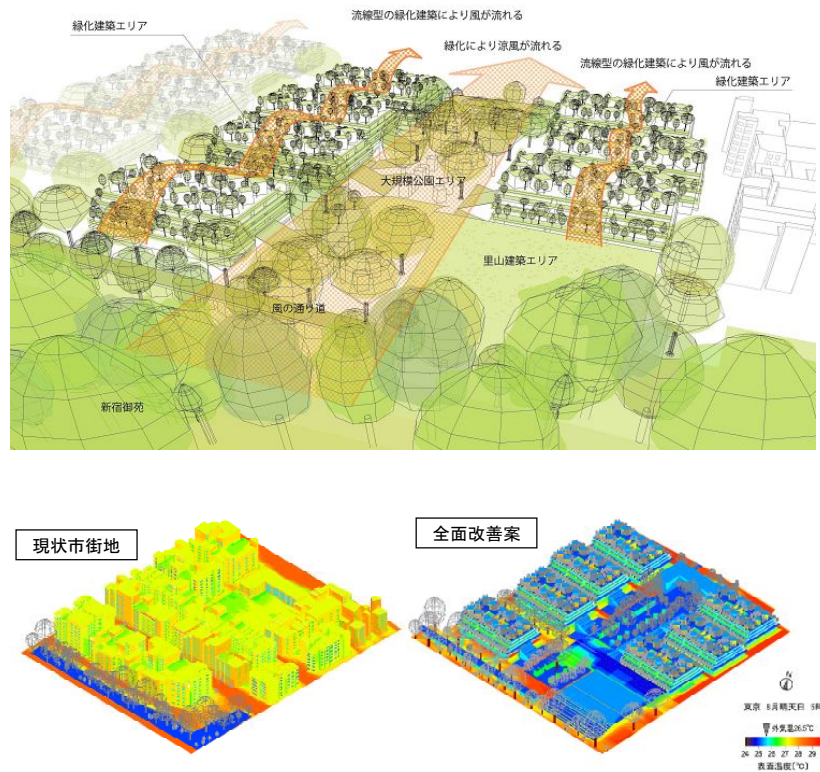 流線型の緑化建築により風が流れる
緑化建築エリア
緑化により涼風が流れる
流線型の緑化建築により風が流れる
緑化建築エリア
大規模公園エリア
里山建築エリア
風の通り道
新宿御苑
現状市街地
全面改善案
N
東京 8月晴天日 5時
外気温26.5℃
24 25 26 27 28 29
表面温度[℃]